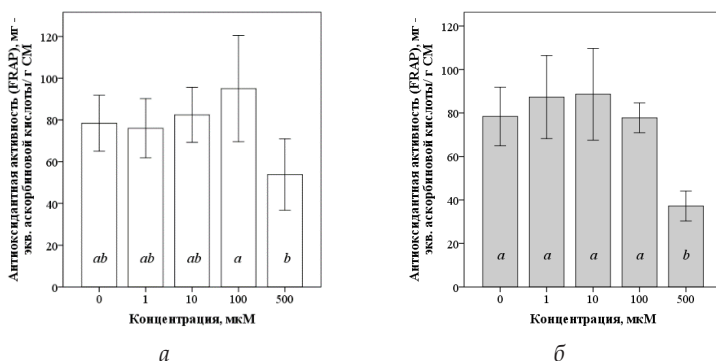 Антиоксидантная активность (FRAP), мг -
экв. аскорбиновой кислоты/ г СМ
120
100
80
60
40
20
0
ab
ab
ab
a
b
0
1
10
100
500
Концентрация, мкМ
а
Антиоксидантная активность (FRAP), мг -
экв. аскорбиновой кислоты/ г СМ
120
100
80
60
40
20
0
a
a
a
a
b
0
1
10
100
500
Концентрация, мкМ
б